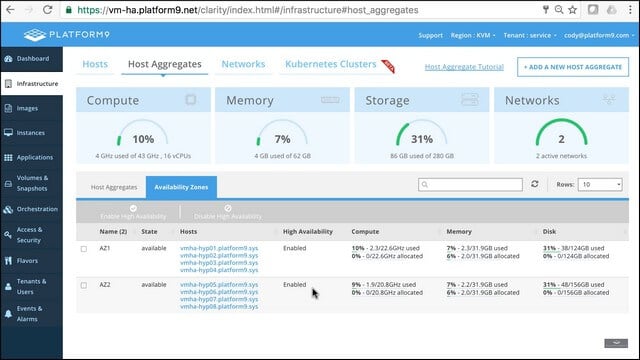 https://vm-ha.platform9.net/clarity/index.html#/infrastructure#host_aggregates
PLATFORM9
Support Region : KVM Tenant : service cody@platform9.com
Dashboard
Infrastructure
Images
Instances
Applications
Volumes & Snapshots
Orchestration
Access & Security
Flavors
Tenants & Users
Events & Alarms
Hosts Host Aggregates Networks Kubernetes Clusters
Host Aggregate Tutorial
+ ADD A NEW HOST AGGREGATE
Compute
10%
4 GHz used of 43 GHz , 16 vCPUs
Memory
7%
4 GB used of 62 GB
Storage
31%
86 GB used of 280 GB
Networks
2
2 active networks
Host Aggregates Availability Zones
Rows: 10
Enable High Availability Disable High Availability
Name (2) State Hosts High Availability Compute Memory Disk
AZ1 available vmha-hyp01.platform9.sys Enabled 10% - 2.3/22.6GHz used 7% - 2.3/31.9GB used 31% - 38/124GB used
vmha-hyp02.platform9.sys 0% - 0/22.6GHz allocated 6% - 2.0/31.9GB allocated 0% - 0/124GB allocated
vmha-hyp03.platform9.sys
vmha-hyp04.platform9.sys
AZ2 available vmha-hyp05.platform9.sys Enabled 9% - 1.9/20.8GHz used 7% - 2.2/31.9GB used 31% - 48/156GB used
vmha-hyp06.platform9.sys 0% - 0/20.8GHz allocated 6% - 2.0/31.9GB allocated 0% - 0/156GB allocated
vmha-hyp07.platform9.sys
vmha-hyp08.platform9.sys